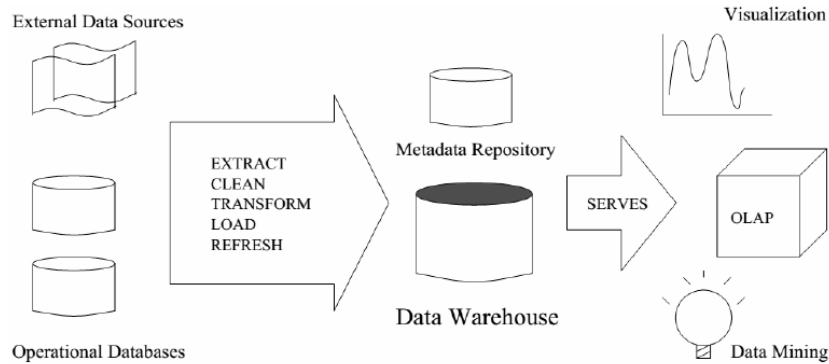 External Data Sources
Visualization
EXTRACT
CLEAN
TRANSFORM
LOAD
REFRESH
Metadata Repository
SERVES
OLAP
Data Warehouse
Operational Databases
Data Mining